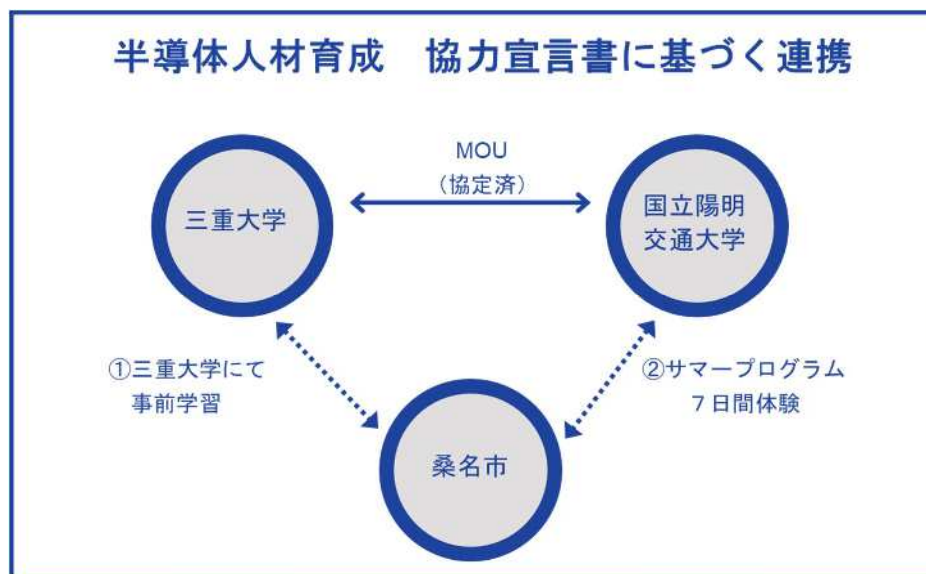 半導体人材育成　協力宣言書に基づく連携
MOU
（協定済）
三重大学
国立陽明
交通大学
①三重大学にて
事前学習
②サマープログラム
７日間体験
桑名市